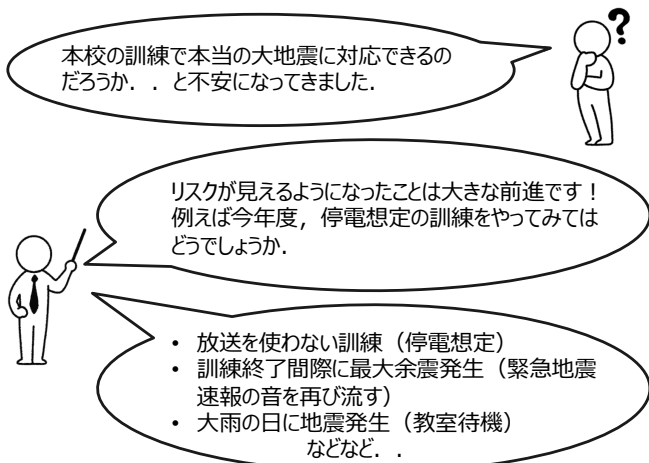 本校の訓練で本当の大地震に対応できるの
だろうか．．と不安になってきました．
?
リスクが見えるようになったことは大きな前進です！
例えば今年度，停電想定の訓練をやってみては
どうでしょうか．
• 放送を使わない訓練（停電想定）
• 訓練終了間際に最大余震発生（緊急地震
速報の音を再び流す）
• 大雨の日に地震発生（教室待機）
などなど．．